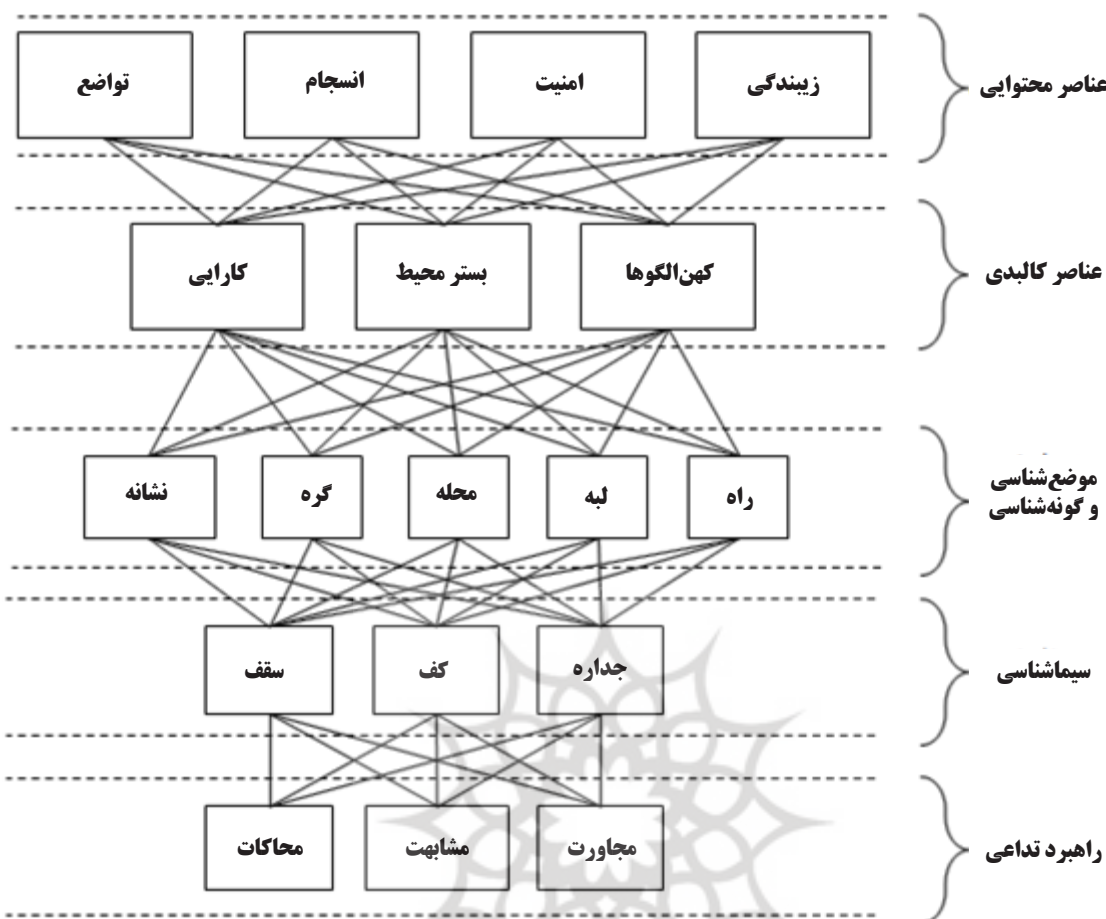 عناصر محتوایی
زیبندگی
امنیت
انسجام
تواضع
عناصر کالبدی
کهن‌الگوها
بستر محیط
کارایی
موضع‌شناسی
و گونه‌شناسی
راه
لبه
محله
گره
نشانه
سیماشناسی
جداره
کف
سقف
راهبرد تداعی
مجاورت
مشابهت
محاکات